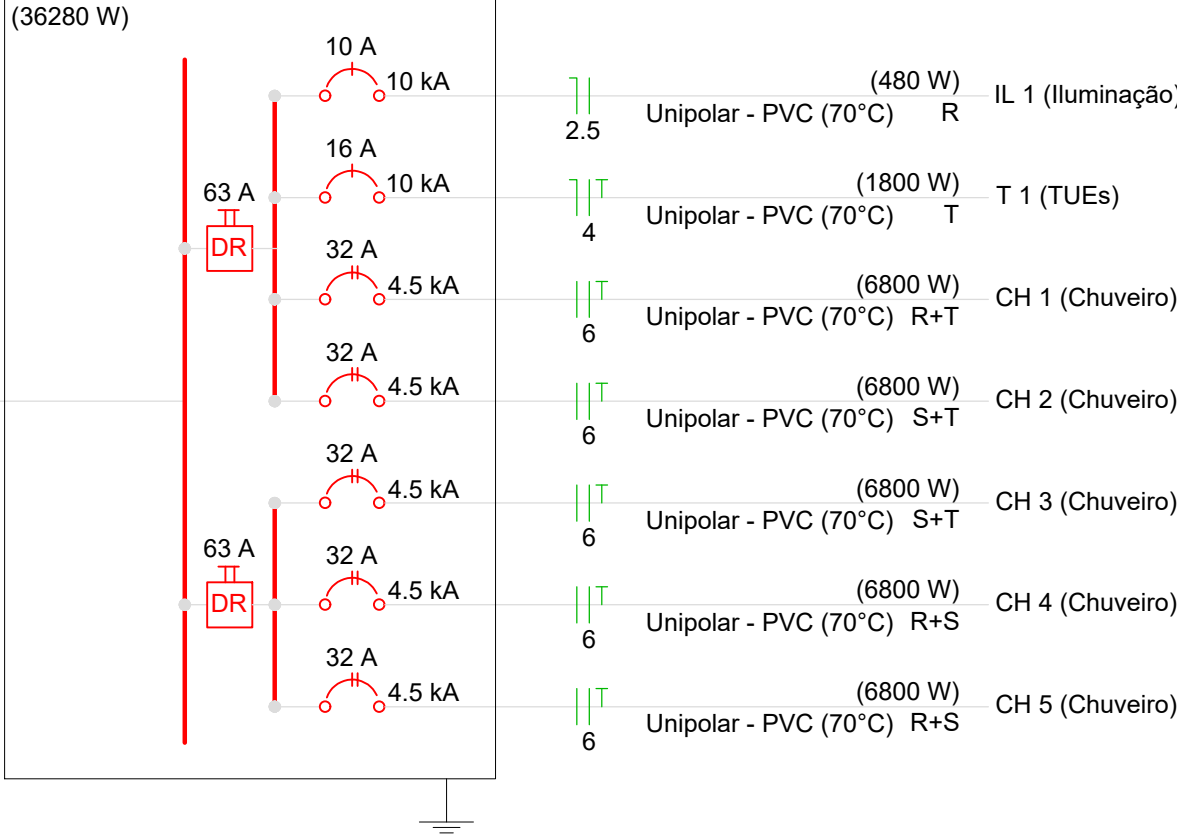 (36280 W)
10 A
10 kA
2.5
(480 W)
Unipolar - PVC (70°C) R
IL 1 (Iluminação)
16 A
10 kA
4
(1800 W)
Unipolar - PVC (70°C) T
T 1 (TUEs)
63 A
DR
32 A
4.5 kA
6
(6800 W)
Unipolar - PVC (70°C) R+T
CH 1 (Chuveiro)
32 A
4.5 kA
6
(6800 W)
Unipolar - PVC (70°C) S+T
CH 2 (Chuveiro)
32 A
4.5 kA
6
(6800 W)
Unipolar - PVC (70°C) S+T
CH 3 (Chuveiro)
63 A
DR
32 A
4.5 kA
6
(6800 W)
Unipolar - PVC (70°C) R+S
CH 4 (Chuveiro)
32 A
4.5 kA
6
(6800 W)
Unipolar - PVC (70°C) R+S
CH 5 (Chuveiro)